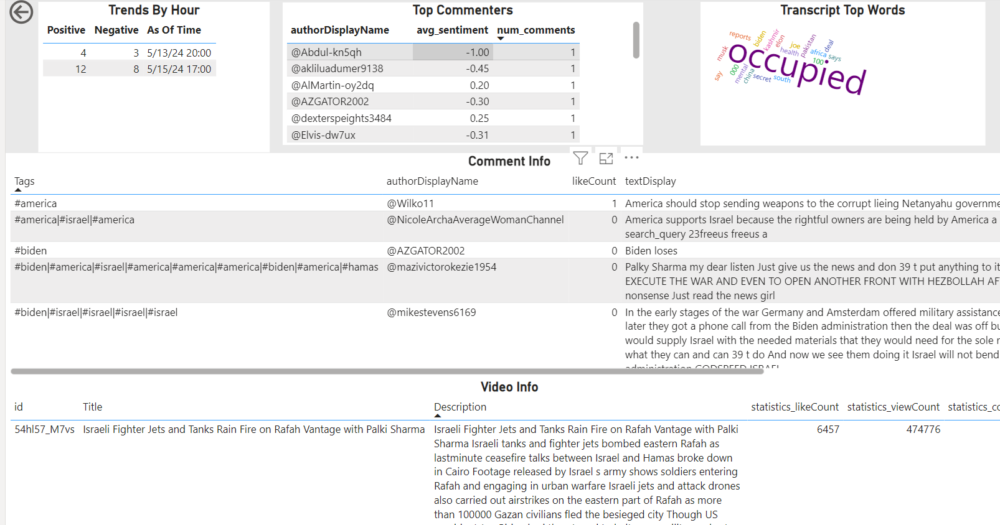 Trends By Hour
Positive Negative As Of Time
4 3 5/13/24 20:00
12 8 5/15/24 17:00
Top Commenters
authorDisplayName avg_sentiment num_comments
@Abdul-kn5qh -1.00 1
@akliluadumer9138 -0.45 1
@AlMartin-oy2dq 0.20 1
@AZGATOR2002 -0.30 1
@dexterspeights3484 0.25 1
@Elvis-dw7ux -0.31 1
Transcript Top Words
reports
biden
kashmir
elon
joe
pakistan
deal
musk
health
africa
says
occupied
100
say
000
mental
china
secret
south
Comment Info
Tags authorDisplayName likeCount textDisplay
#america @Wilko11 1 America should stop sending weapons to the corrupt lieing Netanyahu governme
#america|#israel|#america @NicoleArchaAverageWomanChannel 0 America supports Israel because the rightful owners are being held by America a
search_query 23freeus freeus a
#biden @AZGATOR2002 0 Biden loses
#biden|#america|#israel|#america|#america|#america|#biden|#america|#hamas @mazivictorokezie1954 0 Palky Sharma my dear listen Just give us the news and don 39 t put anything to it
EXECUTE THE WAR AND EVEN TO OPEN ANOTHER FRONT WITH HEZBOLLAH AF
nonsense Just read the news girl
#biden|#israel|#israel|#israel|#israel @mikestevens6169 0 In the early stages of the war Germany and Amsterdam offered military assistance
later they got a phone call from the Biden administration then the deal was off bu
would supply Israel with the needed materials that they would need for the sole r
what they can and can 39 t do And now we see them doing it Israel will not bend
administration GODSPEED ISRAEL
Video Info
id Title Description statistics_likeCount statistics_viewCount statistics_co
54hl57_M7vs Israeli Fighter Jets and Tanks Rain Fire on Rafah Vantage with Palki Sharma Israeli Fighter Jets and Tanks Rain Fire on Rafah Vantage with Palki 6457 474776
Sharma Israeli tanks and fighter jets bombed eastern Rafah as
lastminute ceasefire talks between Israel and Hamas broke down
in Cairo Footage released by Israel s army shows soldiers entering
Rafah and engaging in urban warfare Israeli jets and attack drones
also carried out airstrikes on the eastern part of Rafah as more
than 100000 Gazan civilians fled the besieged city Though US